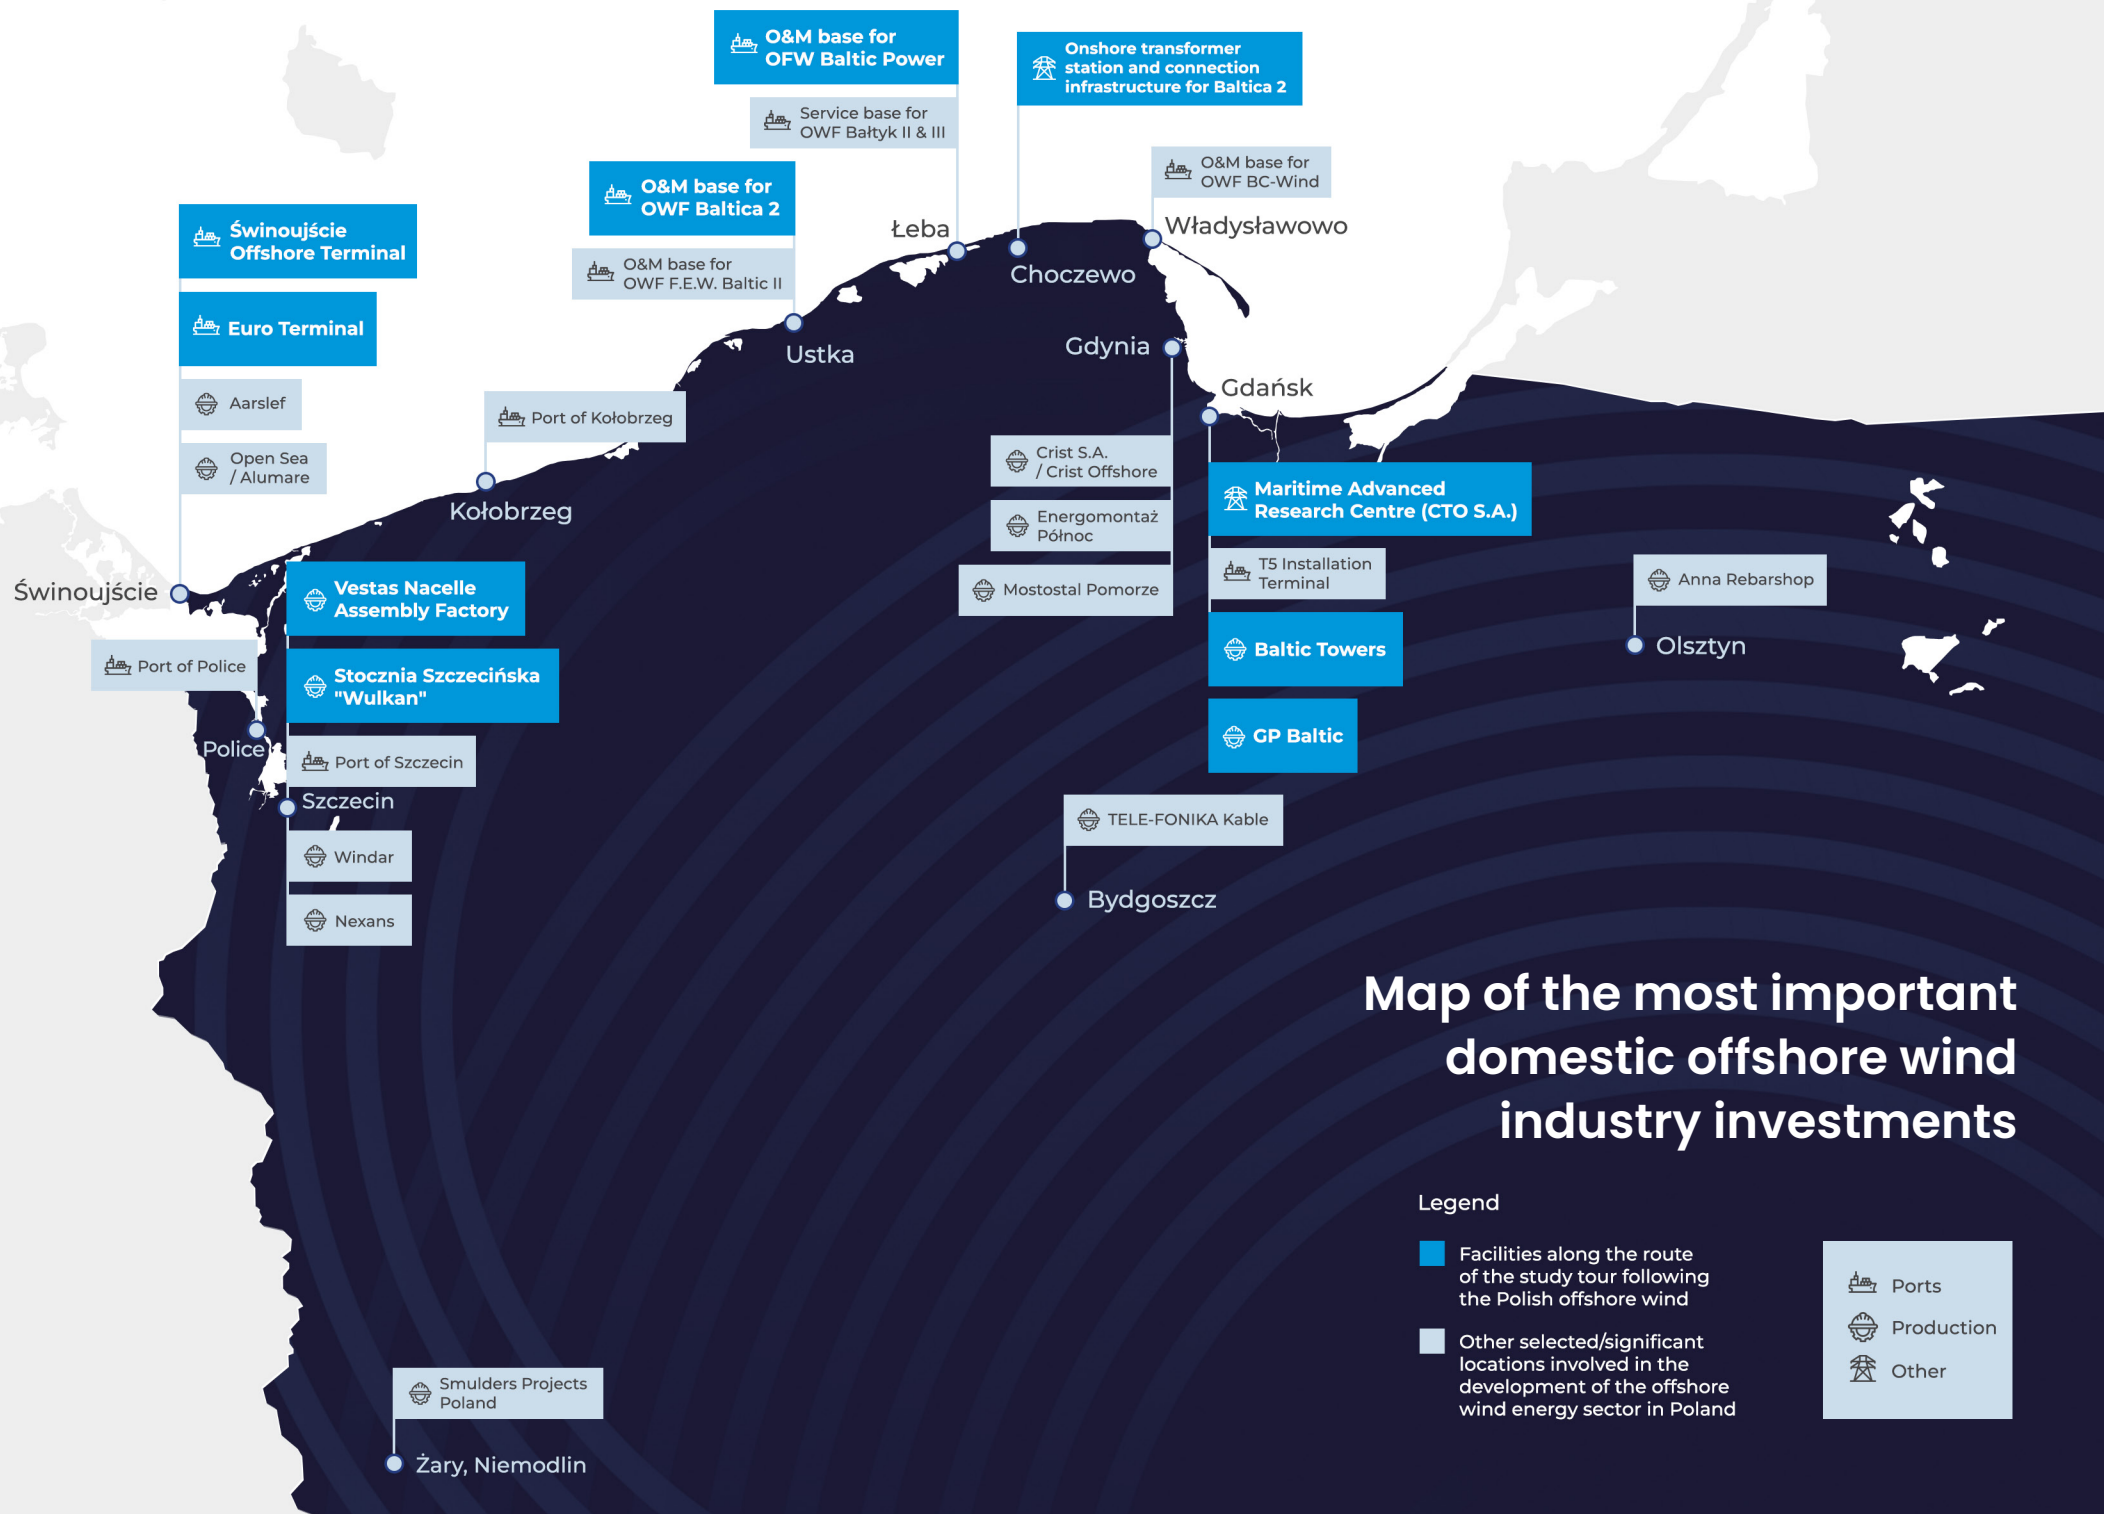 O&M base for
OFW Baltic Power
Service base for
OWF Bałtyk II & III
Onshore transformer
station and connection
infrastructure for Baltica 2
O&M base for
OWF Baltica 2
O&M base for
OWF F.E.W. Baltic II
O&M base for
OWF BC-Wind
Łeba
Władysławowo
Choczewo
Ustka
Świnoujście
Offshore Terminal
Euro Terminal
Aarslef
Open Sea
/ Alumare
Świnoujście
Port of Kołobrzeg
Kołobrzeg
Gdynia
Gdańsk
Crist S.A.
/ Crist Offshore
Energomontaż
Północ
Mostostal Pomorze
Maritime Advanced
Research Centre (CTO S.A.)
T5 Installation
Terminal
Baltic Towers
GP Baltic
Anna Rebarshop
Olsztyn
Vestas Nacelle
Assembly Factory
Stocznia Szczecińska
"Wulkan"
Port of Police
Police
Port of Szczecin
Szczecin
Windar
Nexans
TELE-FONIKA Kable
Bydgoszcz
Smulders Projects
Poland
Żary, Niemodlin
Map of the most important
domestic offshore wind
industry investments
Legend
Facilities along the route
of the study tour following
the Polish offshore wind
Other selected/significant
locations involved in the
development of the offshore
wind energy sector in Poland
Ports
Production
Other